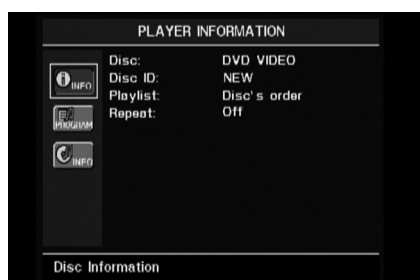 PLAYER INFORMATION
INFO
Disc: DVD VIDEO
Disc ID: NEW
Playlist: Disc's order
Repeat: Off
PROGRAM
INFO
Disc Information